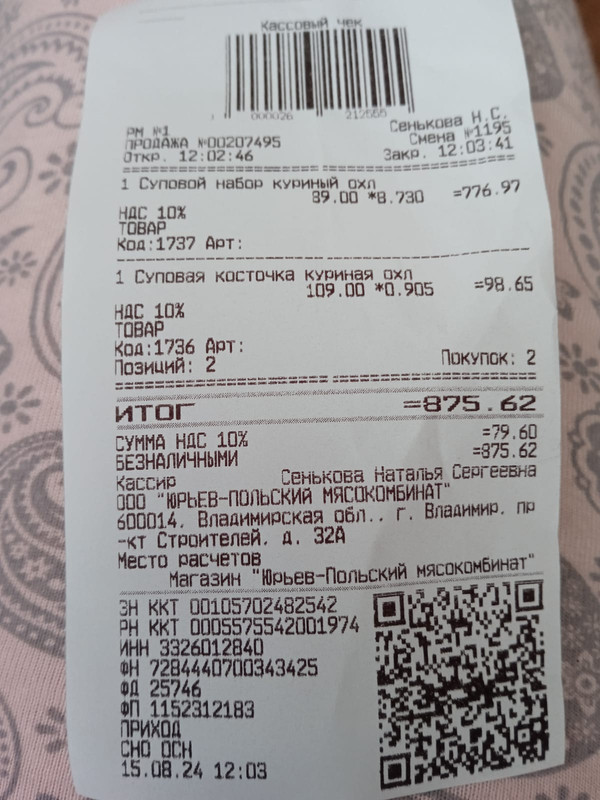 Кассовый чек
000026 212555
РМ №1 Сенькова Н.С.
ПРОДАЖА №00207495 Смена №1195
Откр. 12:02:46 Закр. 12:03:41
1 Суповой набор куриный охл
89.00 *8.730 =776.97
НДС 10%
ТОВАР
Код:1737 Арт:
1 Суповая косточка куриная охл
109.00 *0.905 =98.65
НДС 10%
ТОВАР
Код:1736 Арт:
Позиций: 2 Покупок: 2
ИТОГ =875.62
СУММА НДС 10% =79.60
БЕЗНАЛИЧНЫМИ =875.62
Кассир Сенькова Наталья Сергеевна
ООО "ЮРЬЕВ-ПОЛЬСКИЙ МЯСОКОМБИНАТ"
600014, Владимирская обл., г. Владимир, пр
-кт Строителей, д. 32А
Место расчетов
Магазин "Юрьев-Польский мясокомбинат"
ЗН ККТ 00105702482542
РН ККТ 0005575542001974
ИНН 3326012840
ФН 7284440700343425
ФД 25746
ФП 1152312183
ПРИХОД
СНО ОСН
15.08.24 12:03